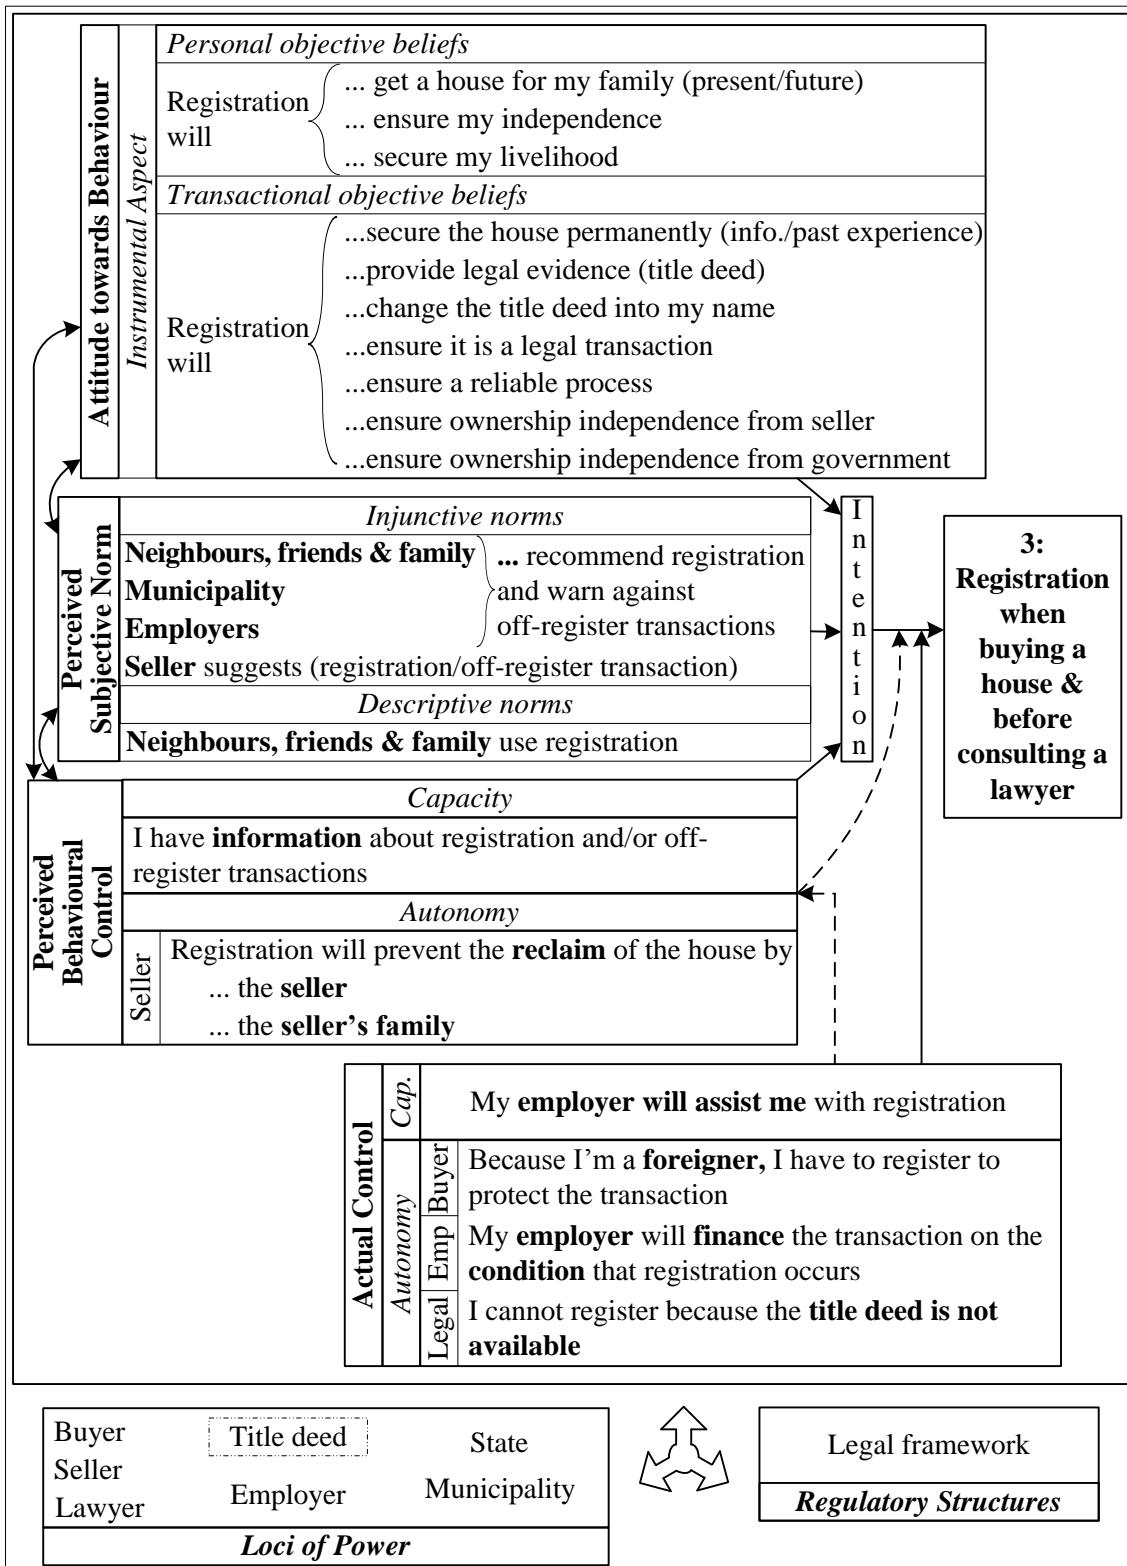 Attitude towards Behaviour
Instrumental Aspect
Personal objective beliefs
Registration
will
... get a house for my family (present/future)
... ensure my independence
... secure my livelihood
Transactional objective beliefs
Registration
will
...secure the house permanently (info./past experience)
...provide legal evidence (title deed)
...change the title deed into my name
...ensure it is a legal transaction
...ensure a reliable process
...ensure ownership independence from seller
...ensure ownership independence from government
Perceived
Subjective Norm
Injunctive norms
Neighbours, friends & family
Municipality
Employers
... recommend registration
and warn against
off-register transactions
Seller suggests (registration/off-register transaction)
Descriptive norms
Neighbours, friends & family use registration
Perceived
Behavioural
Control
Capacity
I have information about registration and/or off-
register transactions
Autonomy
Seller
Registration will prevent the reclaim of the house by
... the seller
... the seller’s family
Intention
3:
Registration
when
buying a
house &
before
consulting a
lawyer
Actual Control
Cap.
My employer will assist me with registration
Autonomy
Buyer
Because I'm a foreigner, I have to register to
protect the transaction
Emp
My employer will finance the transaction on the
condition that registration occurs
Legal
I cannot register because the title deed is not
available
Buyer
Seller
Lawyer
Title deed
Employer
State
Municipality
Loci of Power
Legal framework
Regulatory Structures